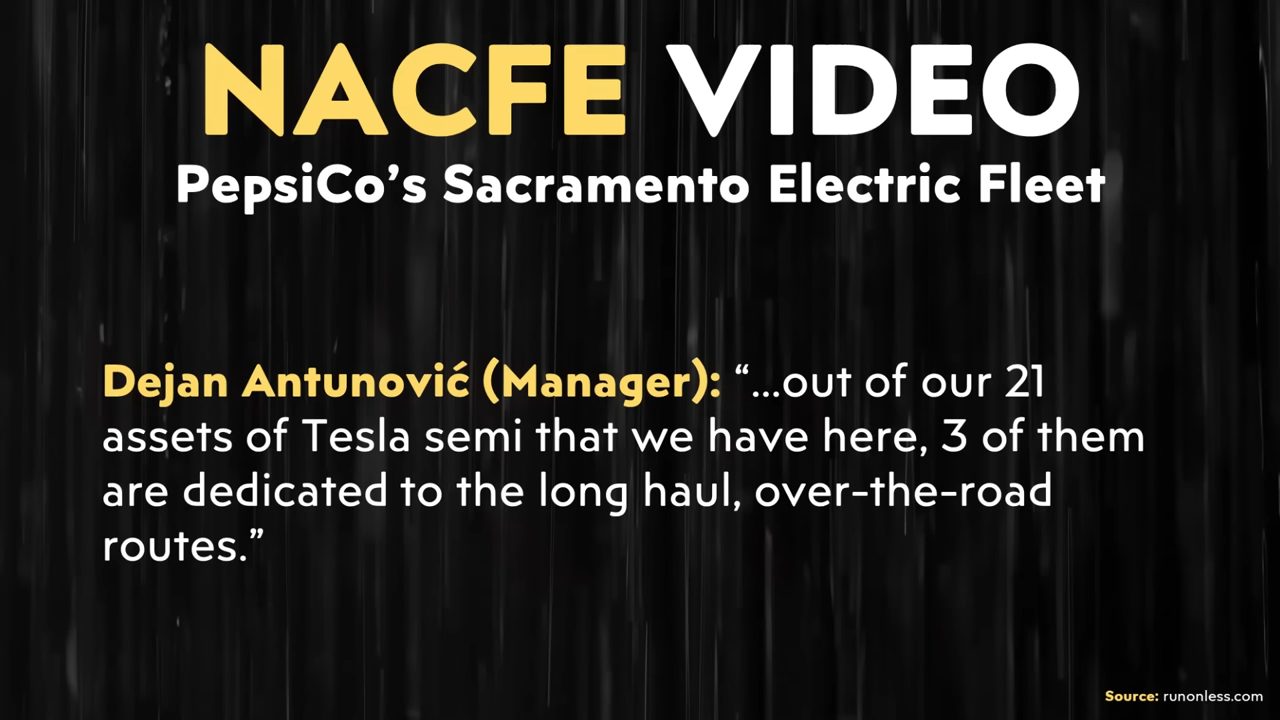 NACFE VIDEO
PepsiCo’s Sacramento Electric Fleet
Dejan Antunović (Manager): “...out of our 21
assets of Tesla semi that we have here, 3 of them
are dedicated to the long haul, over-the-road
routes.”
Source: runonless.com